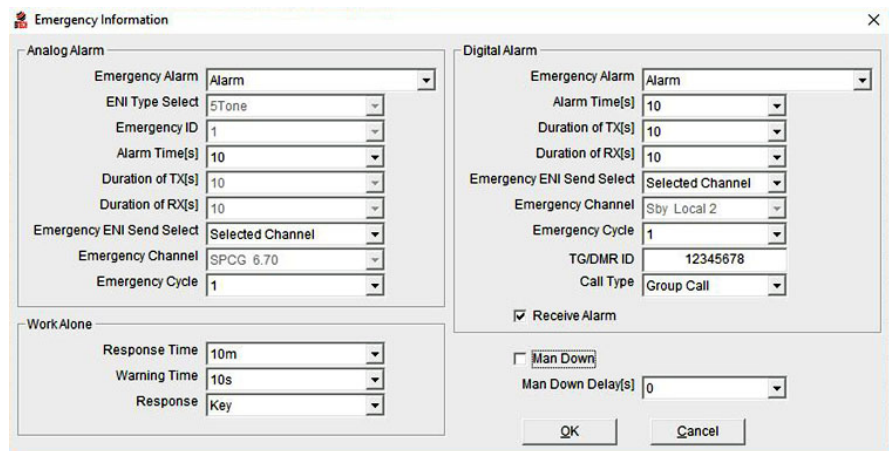 Emergency Information
Analog Alarm
Emergency Alarm Alarm
ENI Type Select 5Tone
Emergency ID 1
Alarm Time[s] 10
Duration of TX[s] 10
Duration of RX[s] 10
Emergency ENI Send Select Selected Channel
Emergency Channel SPCG 6.70
Emergency Cycle 1
Work Alone
Response Time 10m
Warning Time 10s
Response Key
Digital Alarm
Emergency Alarm Alarm
Alarm Time[s] 10
Duration of TX[s] 10
Duration of RX[s] 10
Emergency ENI Send Select Selected Channel
Emergency Channel Sby Local 2
Emergency Cycle 1
TG/DMR ID 12345678
Call Type Group Call
Receive Alarm
Man Down
Man Down Delay[s] 0
OK Cancel